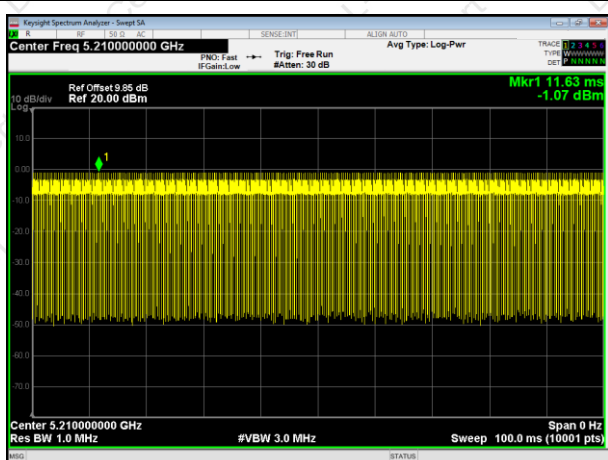 Keysight Spectrum Analyzer - Swept SA
LXI R RF 50 Ω AC SENSE:INT ALIGN AUTO
Center Freq 5.210000000 GHz Avg Type: Log-Pwr TRACE 1 2 3 4 5 6
PNO: Fast Trig: Free Run TYPE WWWWWW
IFGain:Low #Atten: 30 dB DET P NNNNN
Mkr1 11.63 ms
Ref Offset 9.85 dB
10 dB/div Ref 20.00 dBm -1.07 dBm
Log
10.0
1
0.00
-10.0
-20.0
-30.0
-40.0
-50.0
-60.0
-70.0
Center 5.210000000 GHz Span 0 Hz
Res BW 1.0 MHz #VBW 3.0 MHz Sweep 100.0 ms (10001 pts)
MSG STATUS